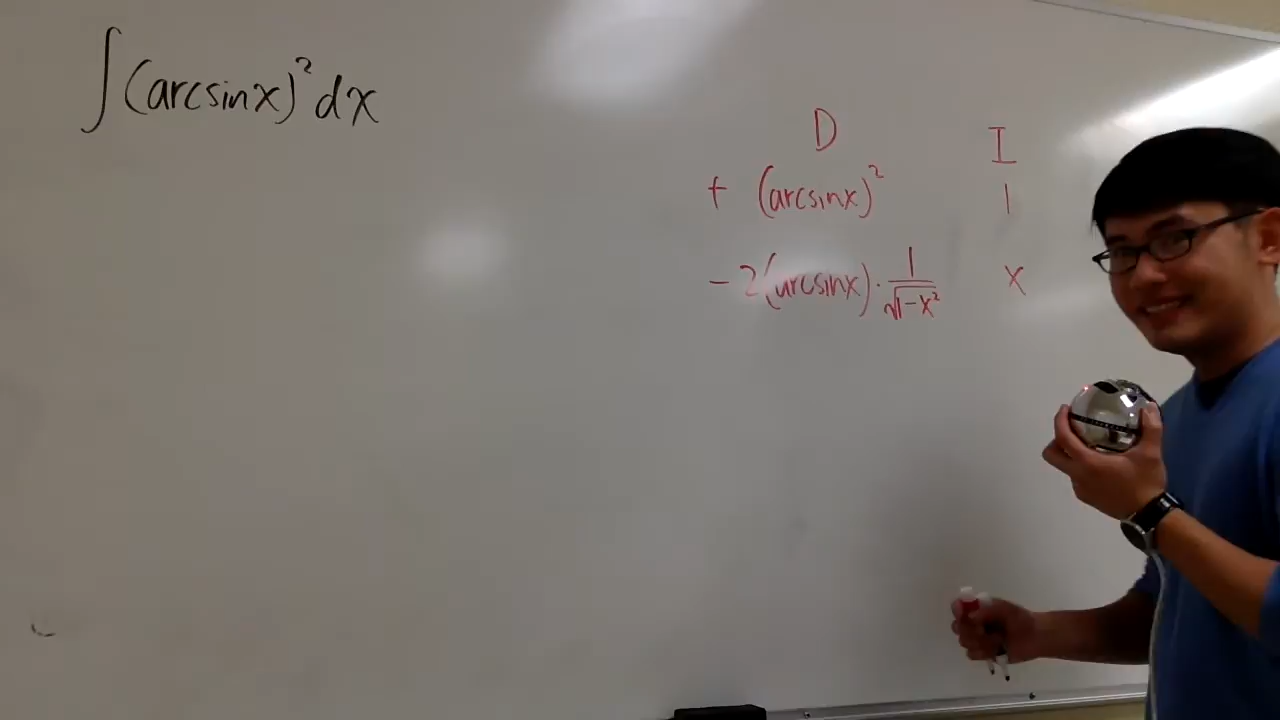 ∫(arcsinx)² dx
D I
+ (arcsinx)² 1
- 2(arcsinx)·1/√(1-x²) x